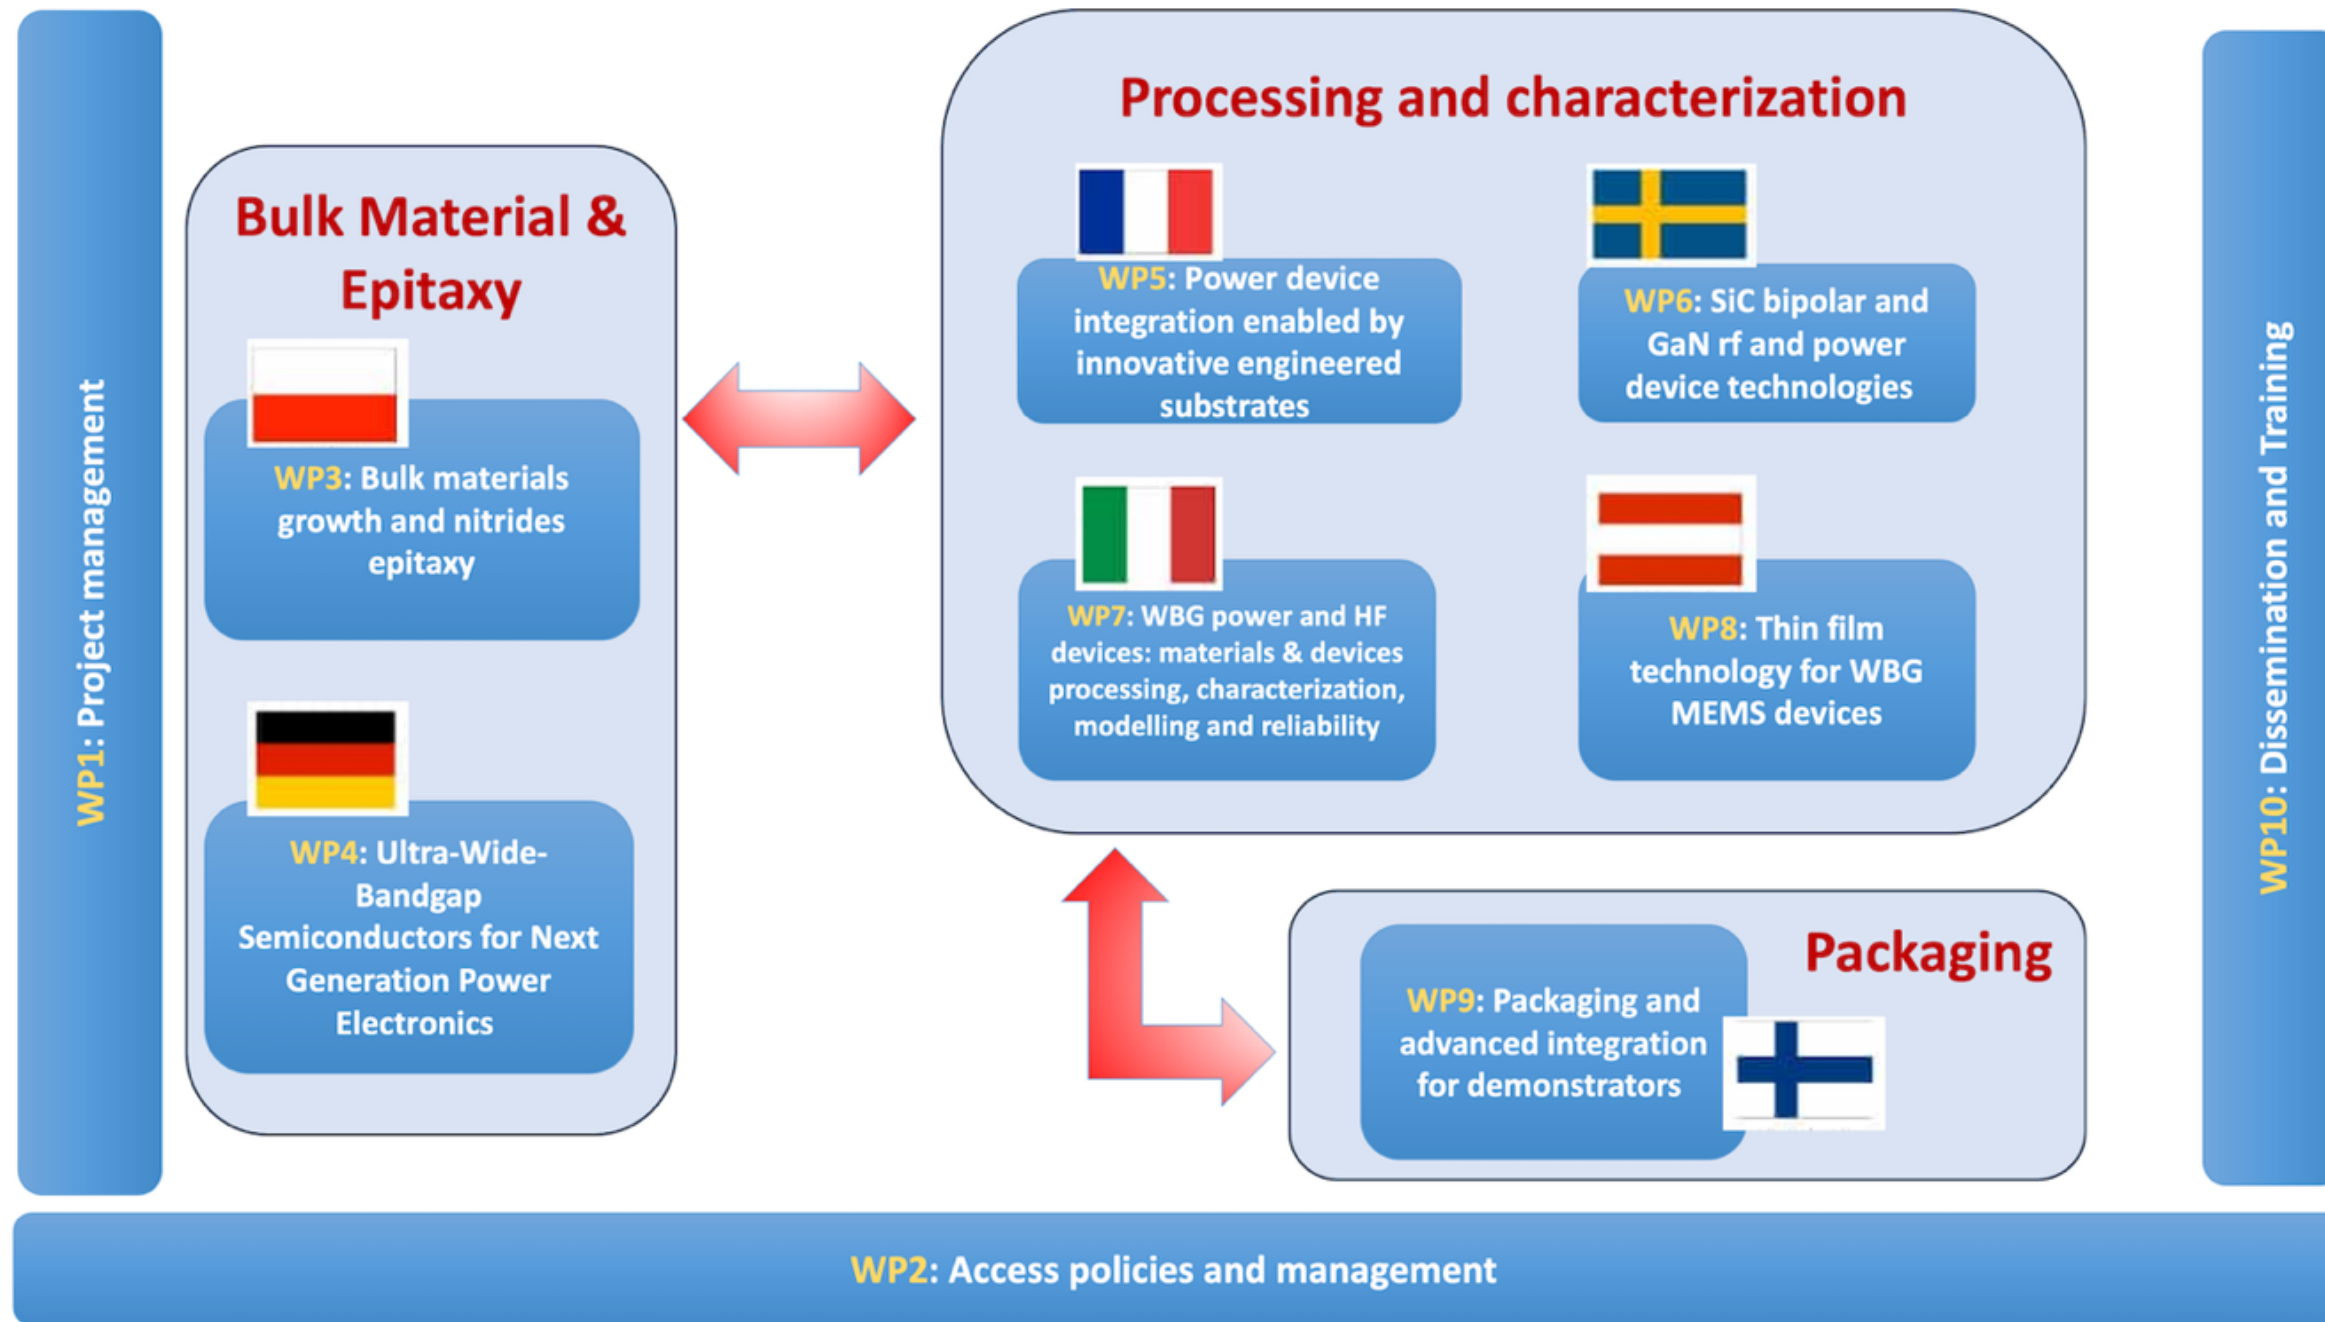 WP1: Project management
Bulk Material &
Epitaxy
WP3: Bulk materials
growth and nitrides
epitaxy
WP4: Ultra-Wide-
Bandgap
Semiconductors for Next
Generation Power
Electronics
Processing and characterization
WP5: Power device
integration enabled by
innovative engineered
substrates
WP6: SiC bipolar and
GaN rf and power
device technologies
WP7: WBG power and HF
devices: materials & devices
processing, characterization,
modelling and reliability
WP8: Thin film
technology for WBG
MEMS devices
Packaging
WP9: Packaging and
advanced integration
for demonstrators
WP10: Dissemination and Training
WP2: Access policies and management